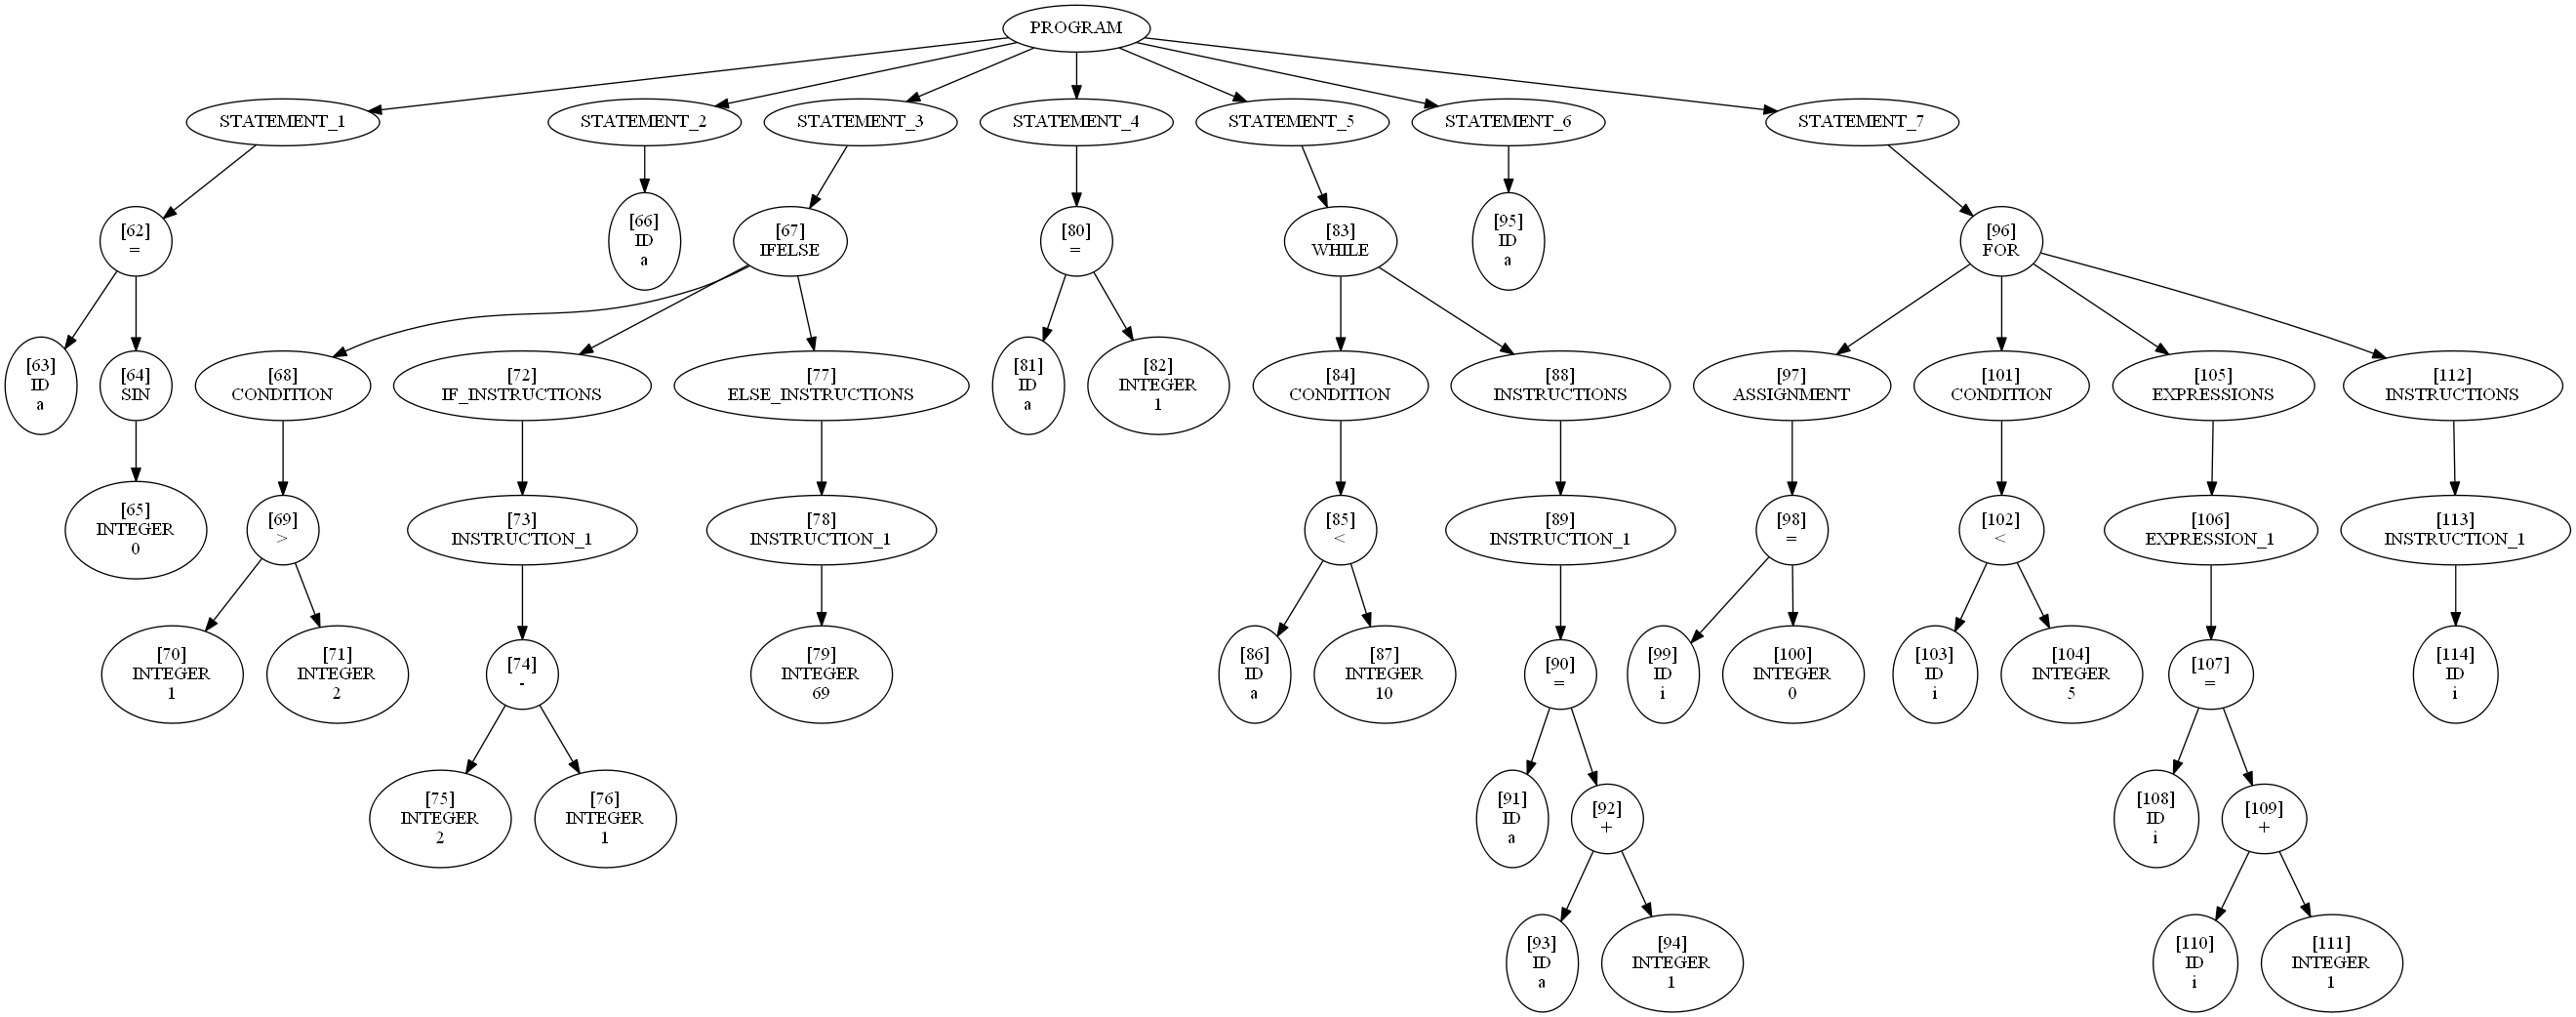 PROGRAM
STATEMENT_1
STATEMENT_2
STATEMENT_3
STATEMENT_4
STATEMENT_5
STATEMENT_6
STATEMENT_7
[62]
=
[66]
ID
a
[67]
IFELSE
[80]
=
[83]
WHILE
[95]
ID
a
[96]
FOR
[63]
ID
a
[64]
SIN
[68]
CONDITION
[72]
IF_INSTRUCTIONS
[77]
ELSE_INSTRUCTIONS
[81]
ID
a
[82]
INTEGER
1
[84]
CONDITION
[88]
INSTRUCTIONS
[97]
ASSIGNMENT
[101]
CONDITION
[105]
EXPRESSIONS
[112]
INSTRUCTIONS
[65]
INTEGER
0
[69]
>
[73]
INSTRUCTION_1
[78]
INSTRUCTION_1
[85]
<
[89]
INSTRUCTION_1
[98]
=
[102]
<
[106]
EXPRESSION_1
[113]
INSTRUCTION_1
[70]
INTEGER
1
[71]
INTEGER
2
[74]
-
[79]
INTEGER
69
[86]
ID
a
[87]
INTEGER
10
[90]
=
[99]
ID
i
[100]
INTEGER
0
[103]
ID
i
[104]
INTEGER
5
[107]
=
[114]
ID
i
[75]
INTEGER
2
[76]
INTEGER
1
[91]
ID
a
[92]
+
[108]
ID
i
[109]
+
[93]
ID
a
[94]
INTEGER
1
[110]
ID
i
[111]
INTEGER
1